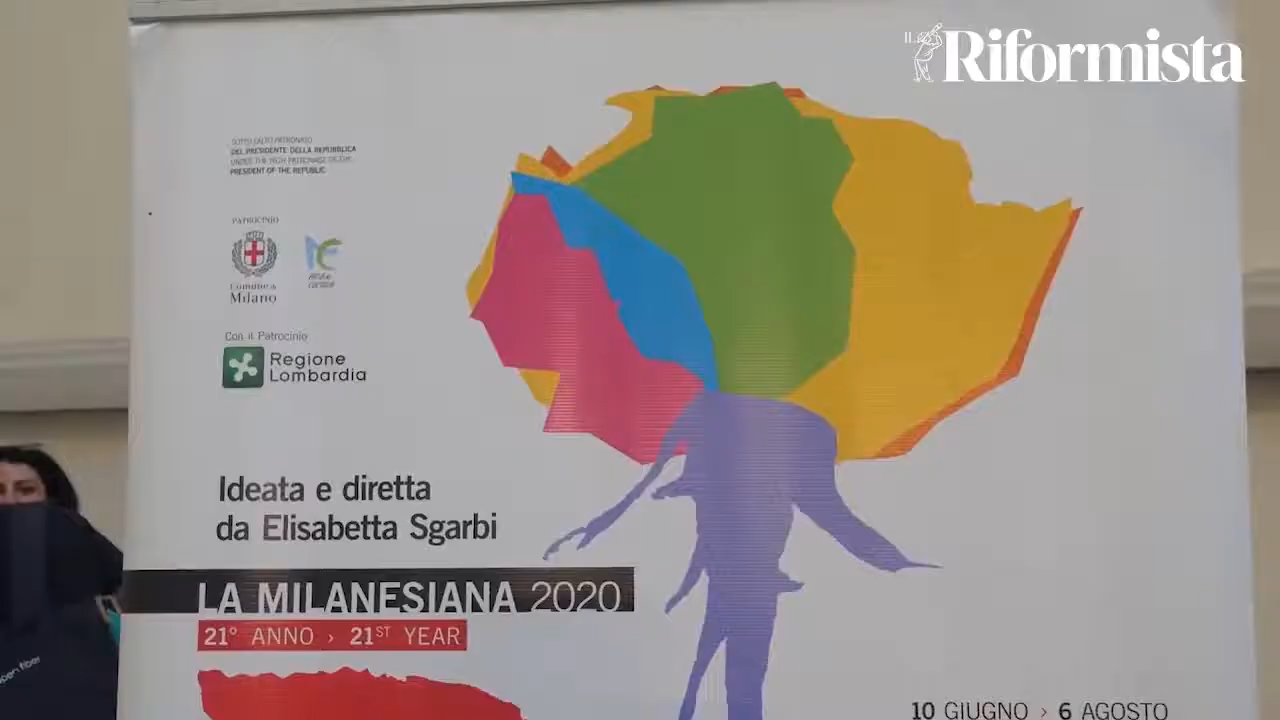 IL Riformista
SOTTO L'ALTO PATRONATO
DEL PRESIDENTE DELLA REPUBBLICA
UNDER THE HIGH PATRONAGE OF THE
PRESIDENT OF THE REPUBLIC
PATROCINIO
Comune di
Milano
Con il Patrocinio
Regione
Lombardia
Ideata e diretta
da Elisabetta Sgarbi
LA MILANESIANA 2020
21° ANNO › 21ST YEAR
open fiber
10 GIUGNO › 6 AGOSTO